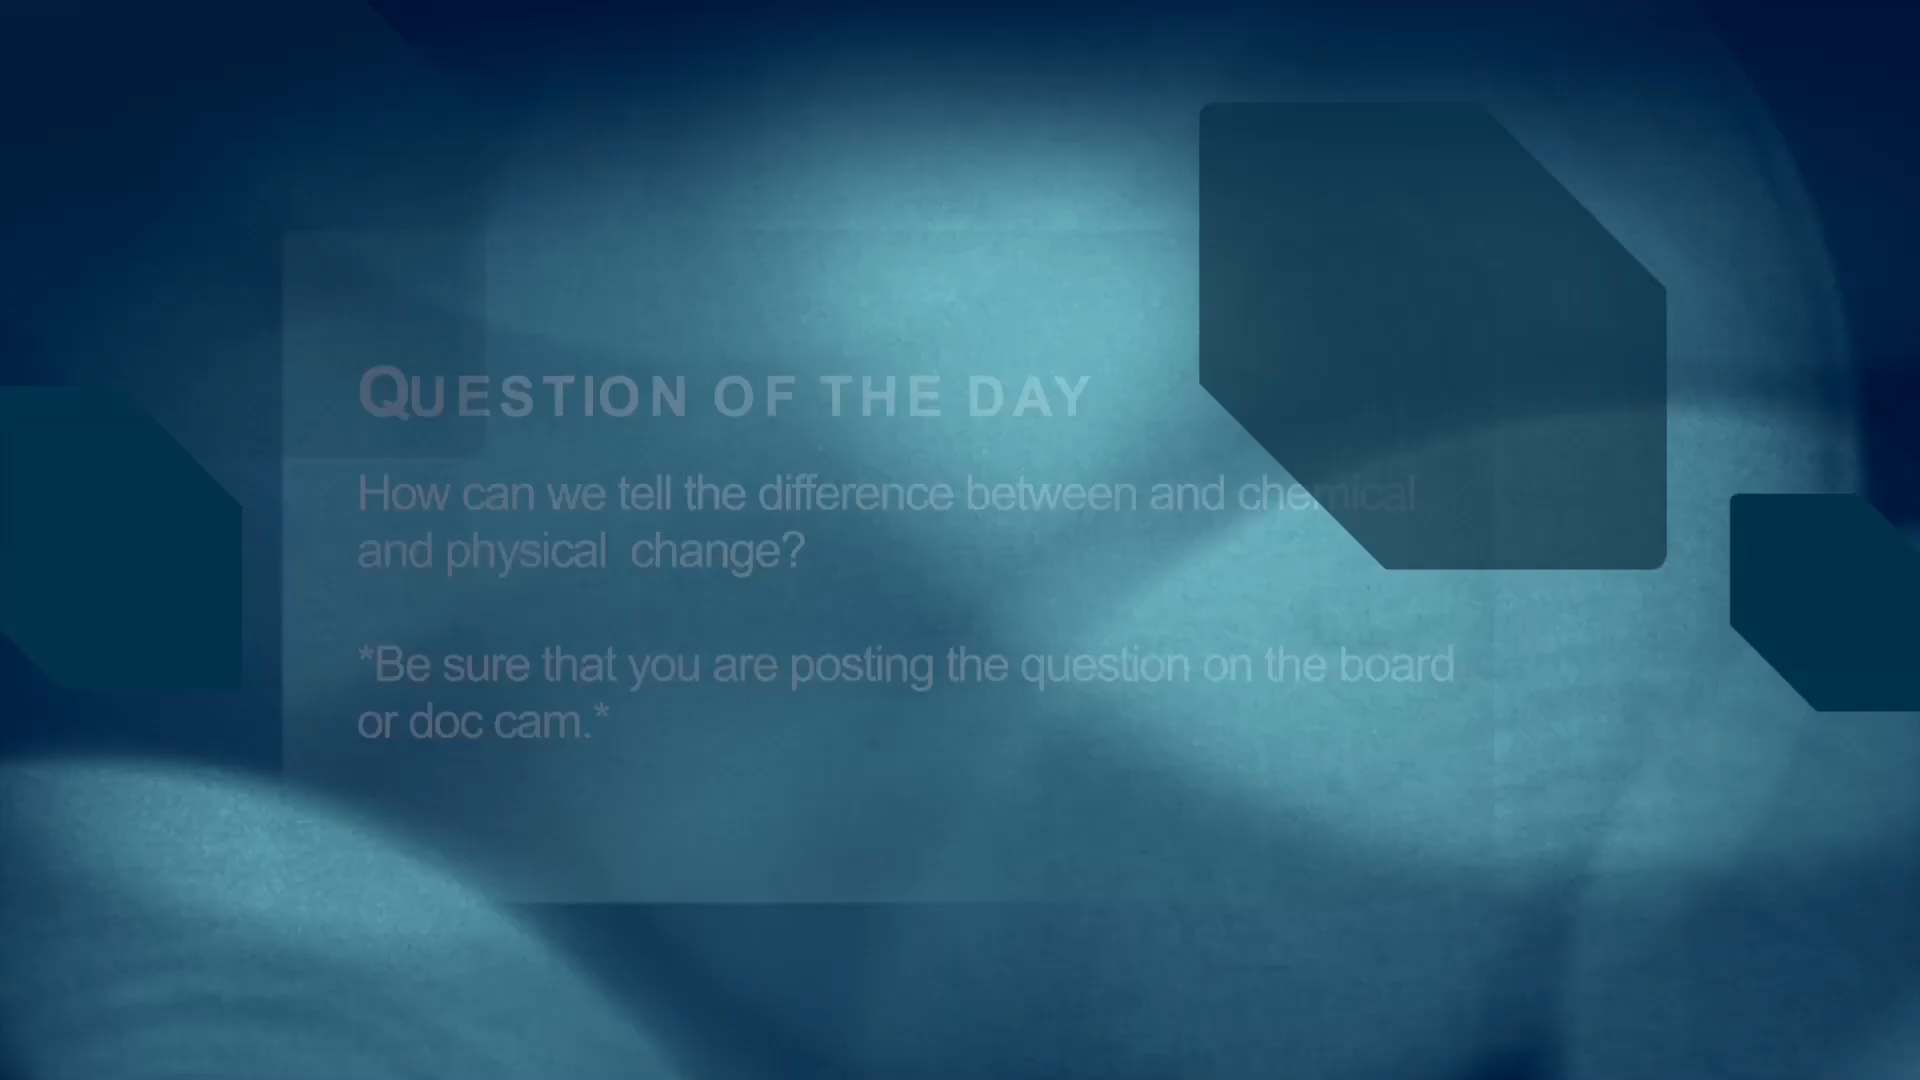 QUESTION OF THE DAY
How can we tell the difference between and chemical
and physical  change?
*Be sure that you are posting the question on the board
or doc cam.*